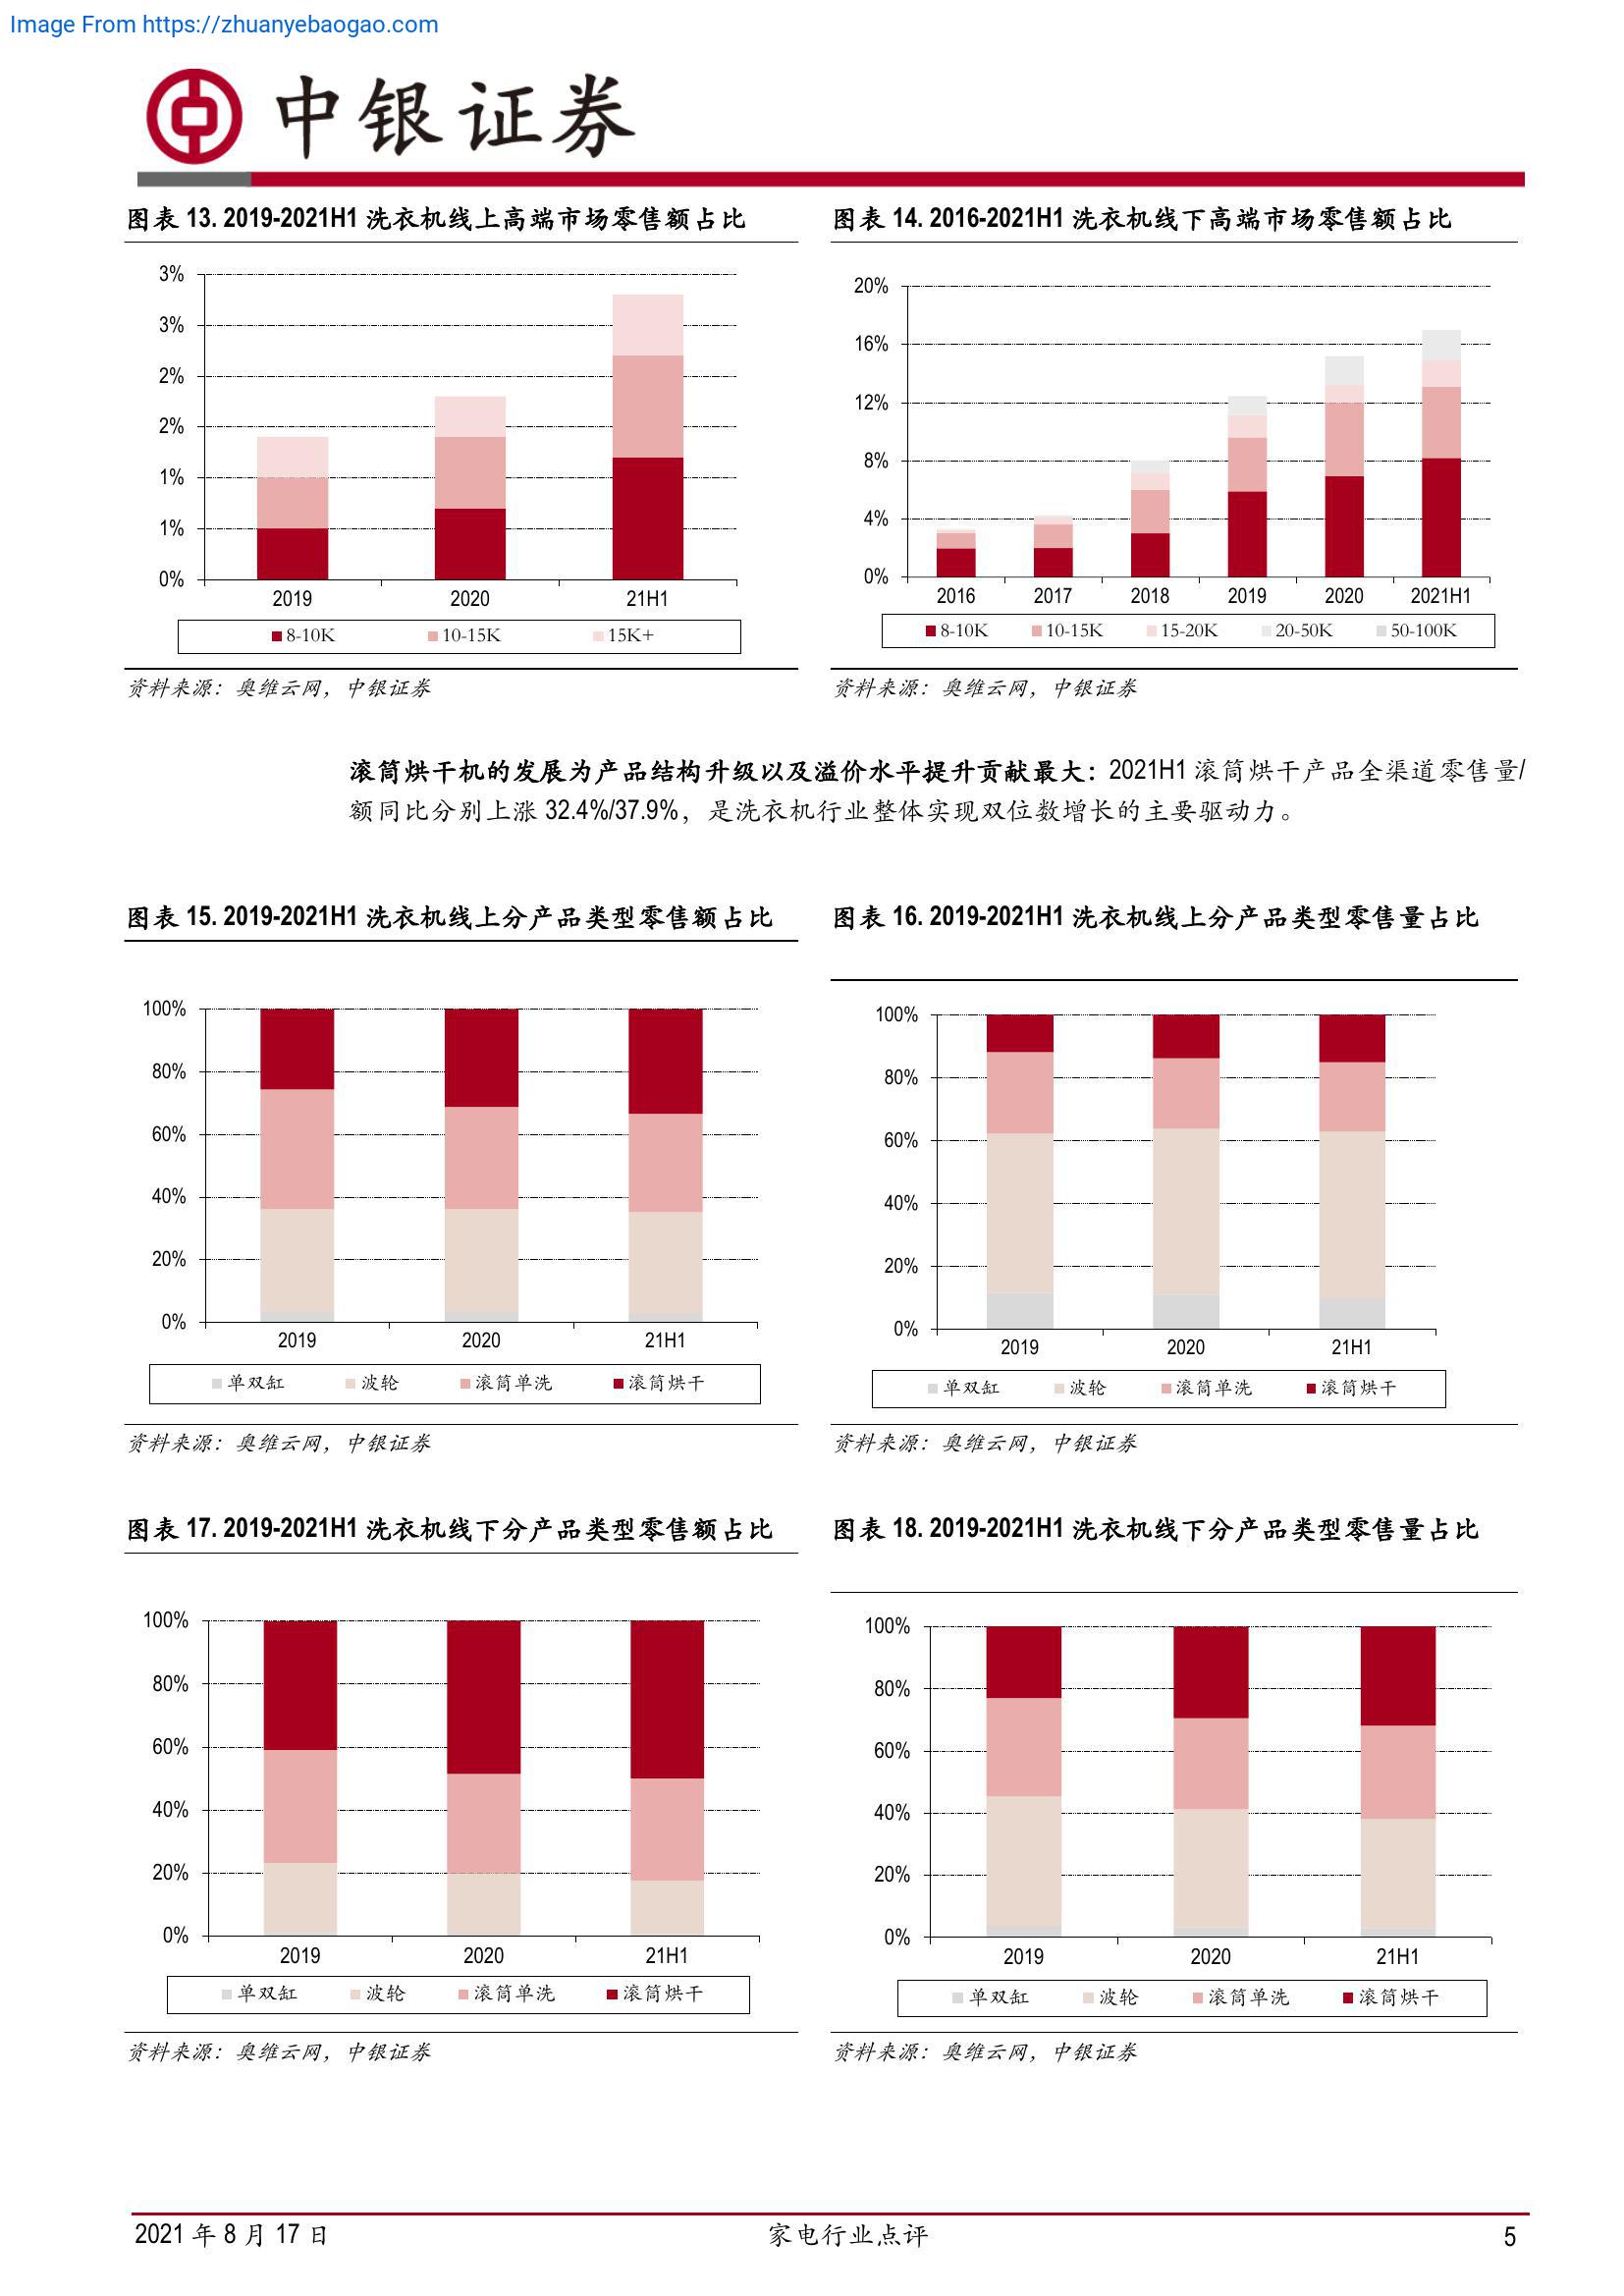 Image From https://zhuanyebaogao.com
中银证券
图表 13. 2019-2021H1 洗衣机线上高端市场零售额占比
3%
3%
2%
2%
1%
1%
0%
2019 2020 21H1
8-10K 10-15K 15K+
资料来源：奥维云网，中银证券
图表 14. 2016-2021H1 洗衣机线下高端市场零售额占比
20%
16%
12%
8%
4%
0%
2016 2017 2018 2019 2020 2021H1
8-10K 10-15K 15-20K 20-50K 50-100K
资料来源：奥维云网，中银证券
滚筒烘干机的发展为产品结构升级以及溢价水平提升贡献最大：2021H1 滚筒烘干产品全渠道零售量/
额同比分别上涨 32.4%/37.9%，是洗衣机行业整体实现双位数增长的主要驱动力。
图表 15. 2019-2021H1 洗衣机线上分产品类型零售额占比
100%
80%
60%
40%
20%
0%
2019 2020 21H1
单双缸 波轮 滚筒单洗 滚筒烘干
资料来源：奥维云网，中银证券
图表 16. 2019-2021H1 洗衣机线上分产品类型零售量占比
100%
80%
60%
40%
20%
0%
2019 2020 21H1
单双缸 波轮 滚筒单洗 滚筒烘干
资料来源：奥维云网，中银证券
图表 17. 2019-2021H1 洗衣机线下分产品类型零售额占比
100%
80%
60%
40%
20%
0%
2019 2020 21H1
单双缸 波轮 滚筒单洗 滚筒烘干
资料来源：奥维云网，中银证券
图表 18. 2019-2021H1 洗衣机线下分产品类型零售量占比
100%
80%
60%
40%
20%
0%
2019 2020 21H1
单双缸 波轮 滚筒单洗 滚筒烘干
资料来源：奥维云网，中银证券
2021 年 8 月 17 日 家电行业点评 5